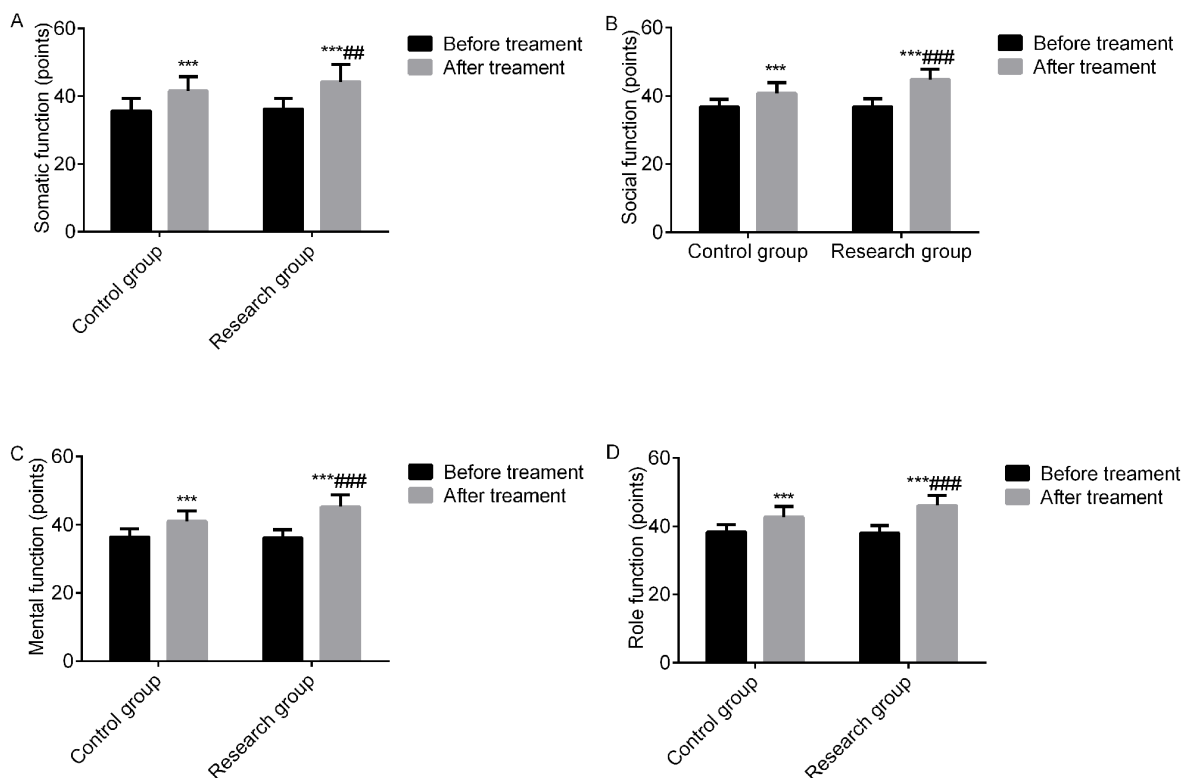 A
Somatic function (points)
60
40
20
0
***
***##
Before treament
After treament
Control group
Research group
B
Social function (points)
60
40
20
0
***
***###
Before treament
After treament
Control group
Research group
C
Mental function (points)
60
40
20
0
***
***###
Before treament
After treament
Control group
Research group
D
Role function (points)
60
40
20
0
***
***###
Before treament
After treament
Control group
Research group